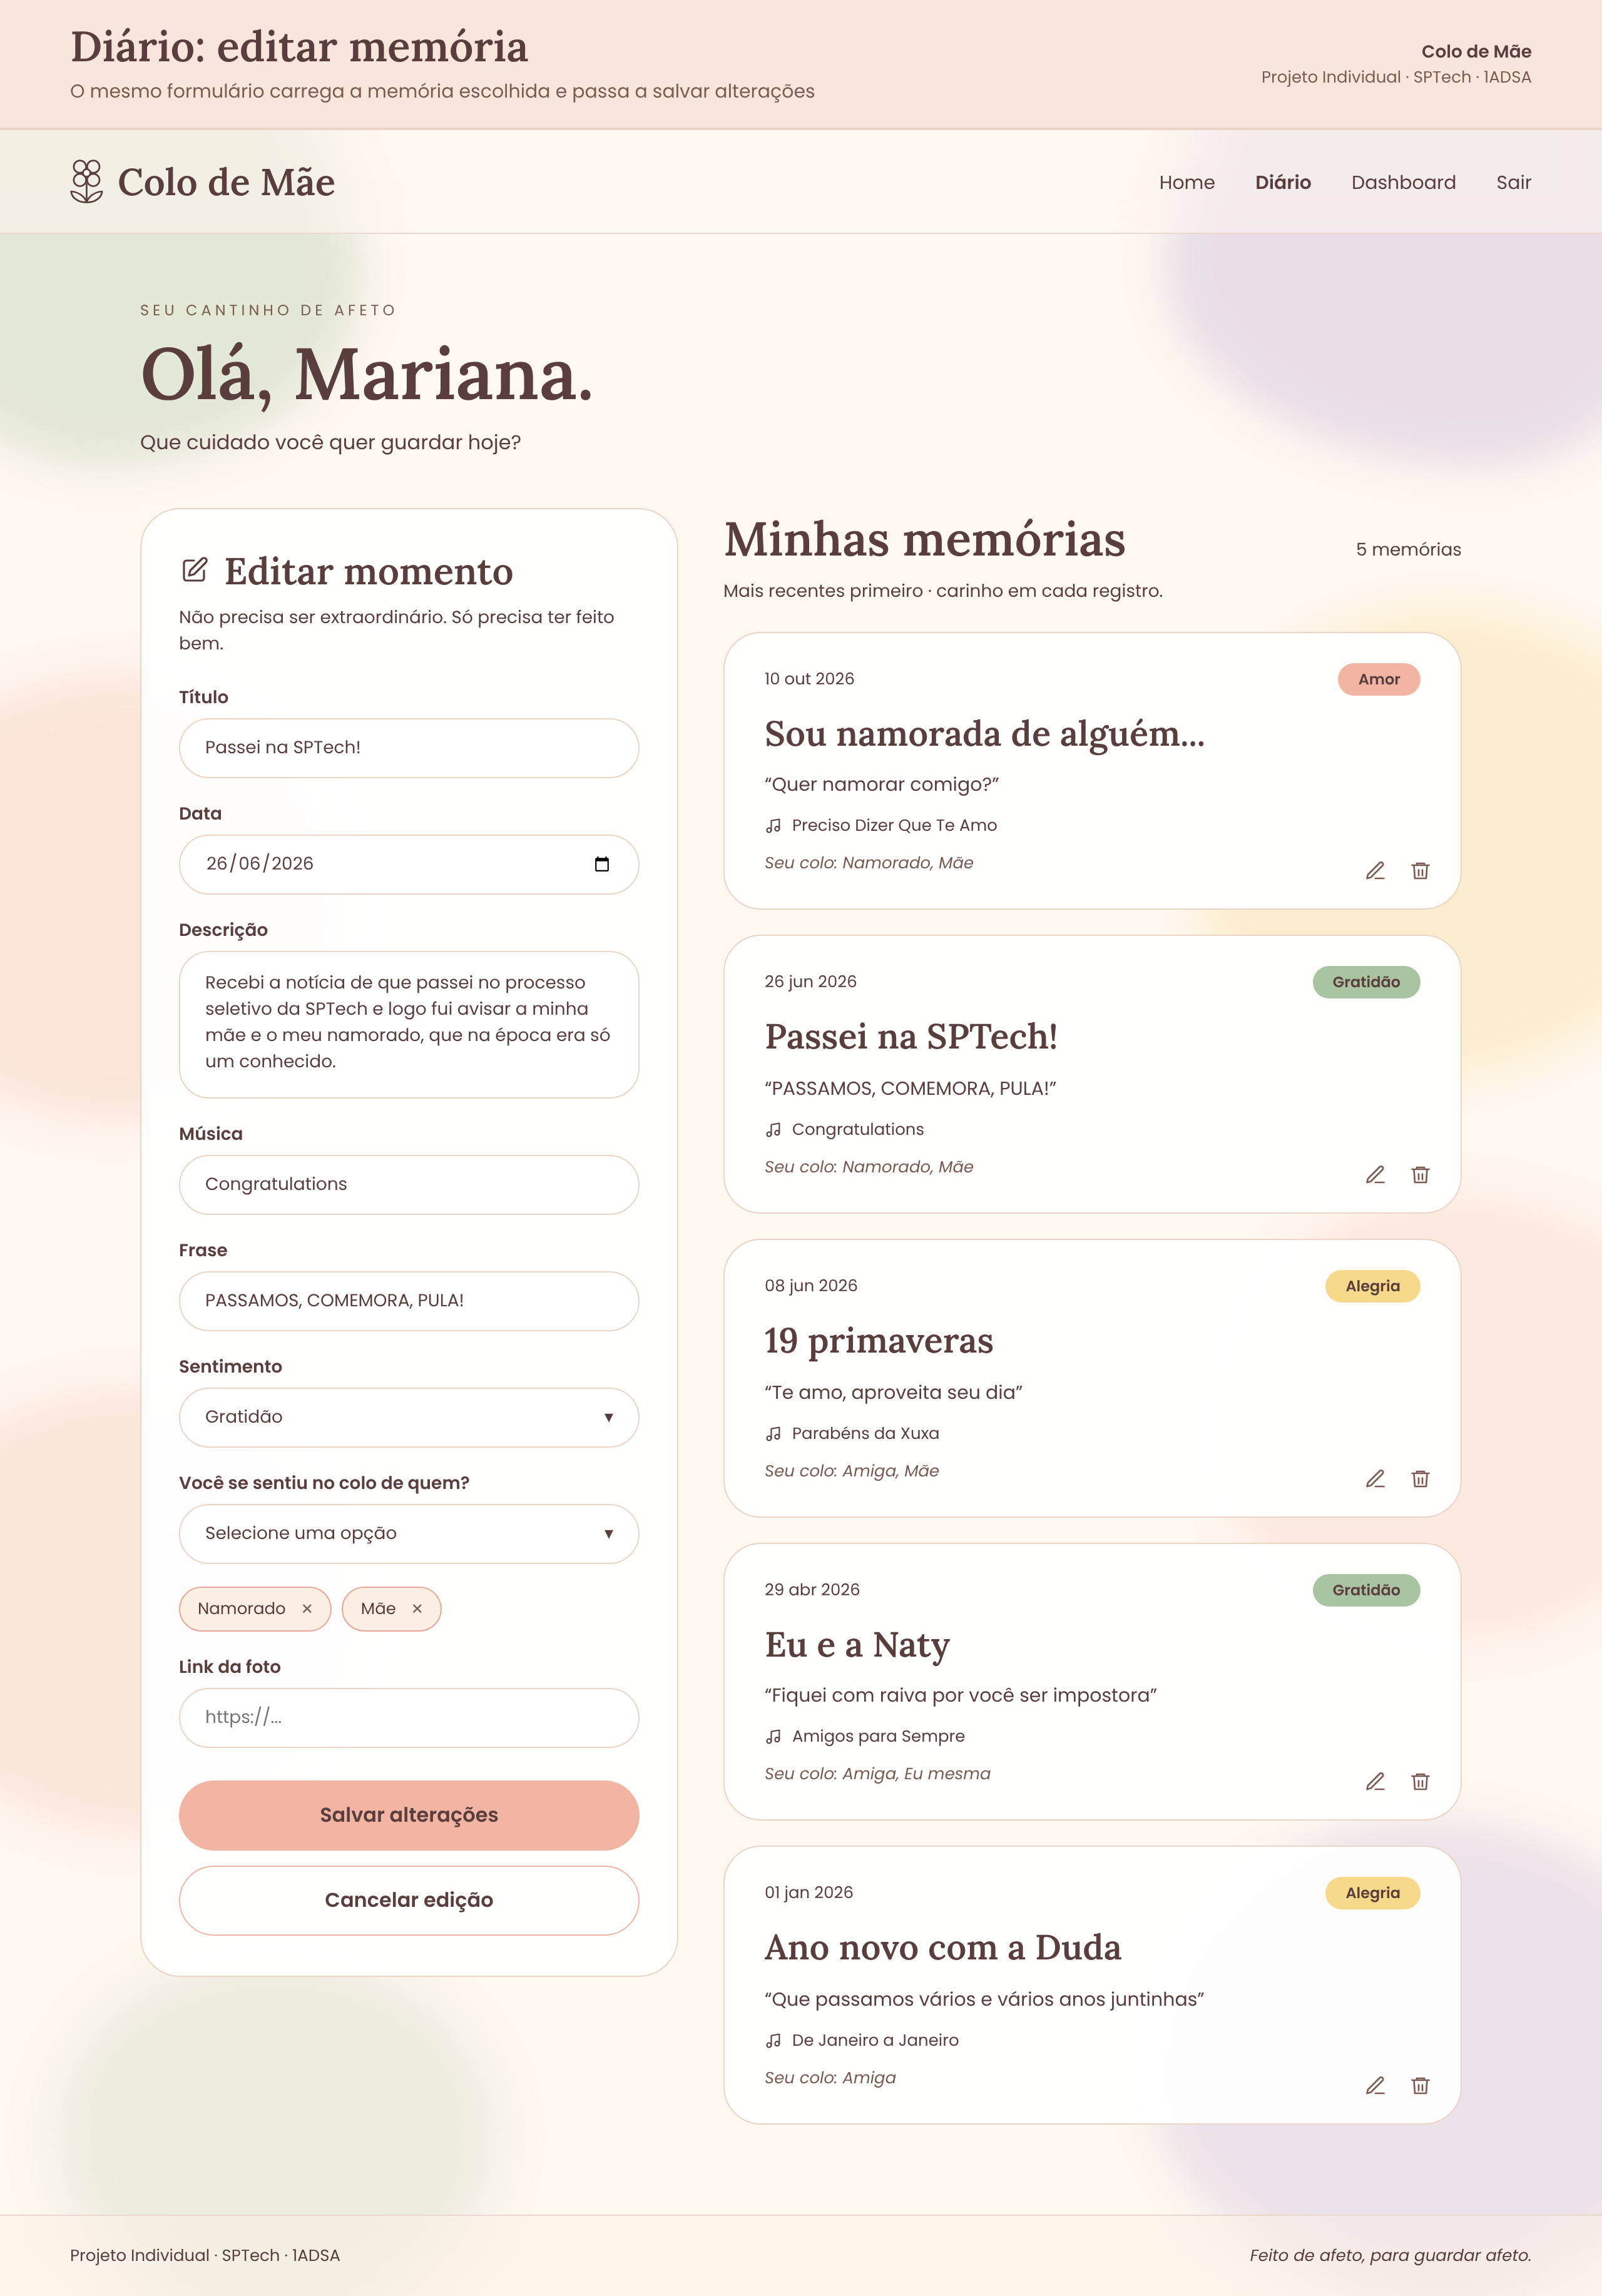 Diário: editar memória
O mesmo formulário carrega a memória escolhida e passa a salvar alterações
Colo de Mãe
Projeto Individual · SPTech · 1ADSA
Colo de Mãe
Home Diário Dashboard Sair
SEU CANTINHO DE AFETO
Olá, Mariana.
Que cuidado você quer guardar hoje?
Editar momento
Não precisa ser extraordinário. Só precisa ter feito
bem.
Título
Passei na SPTech!
Data
26/06/2026
Descrição
Recebi a notícia de que passei no processo
seletivo da SPTech e logo fui avisar a minha
mãe e o meu namorado, que na época era só
um conhecido.
Música
Congratulations
Frase
PASSAMOS, COMEMORA, PULA!
Sentimento
Gratidão
Você se sentiu no colo de quem?
Selecione uma opção
Namorado × Mãe ×
Link da foto
https://...
Salvar alterações
Cancelar edição
Minhas memórias
5 memórias
Mais recentes primeiro · carinho em cada registro.
10 out 2026
Amor
Sou namorada de alguém...
“Quer namorar comigo?”
Preciso Dizer Que Te Amo
Seu colo: Namorado, Mãe
26 jun 2026
Gratidão
Passei na SPTech!
“PASSAMOS, COMEMORA, PULA!”
Congratulations
Seu colo: Namorado, Mãe
08 jun 2026
Alegria
19 primaveras
“Te amo, aproveita seu dia”
Parabéns da Xuxa
Seu colo: Amiga, Mãe
29 abr 2026
Gratidão
Eu e a Naty
“Fiquei com raiva por você ser impostora”
Amigos para Sempre
Seu colo: Amiga, Eu mesma
01 jan 2026
Alegria
Ano novo com a Duda
“Que passamos vários e vários anos juntinhas”
De Janeiro a Janeiro
Seu colo: Amiga
Projeto Individual · SPTech · 1ADSA
Feito de afeto, para guardar afeto.